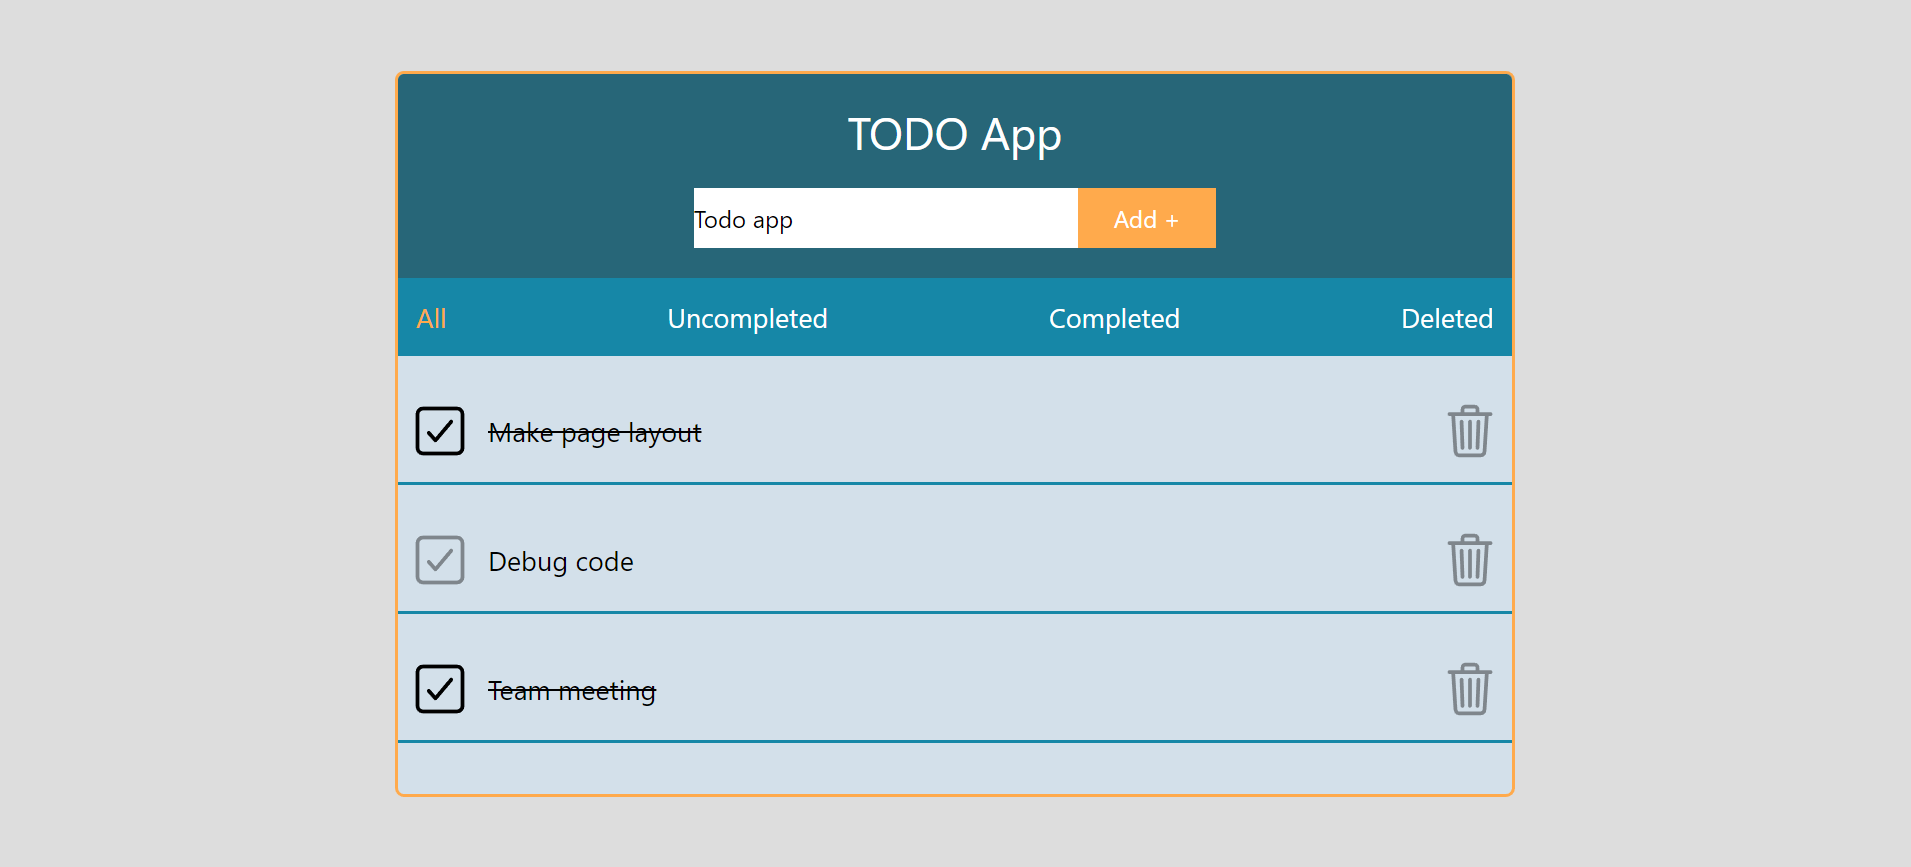 TODO App
Todo app
Add +
All
Uncompleted
Completed
Deleted
Make page layout
Debug code
Team meeting